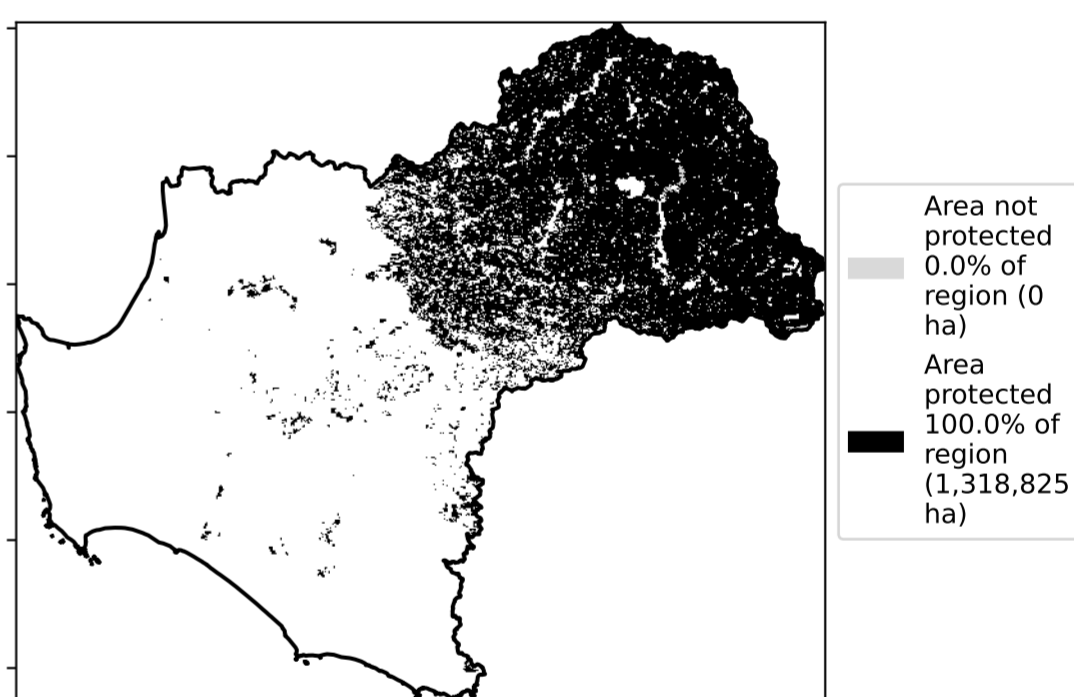 Area not
protected
0.0% of
region (0
ha)
Area
protected
100.0% of
region
(1,318,825
ha)